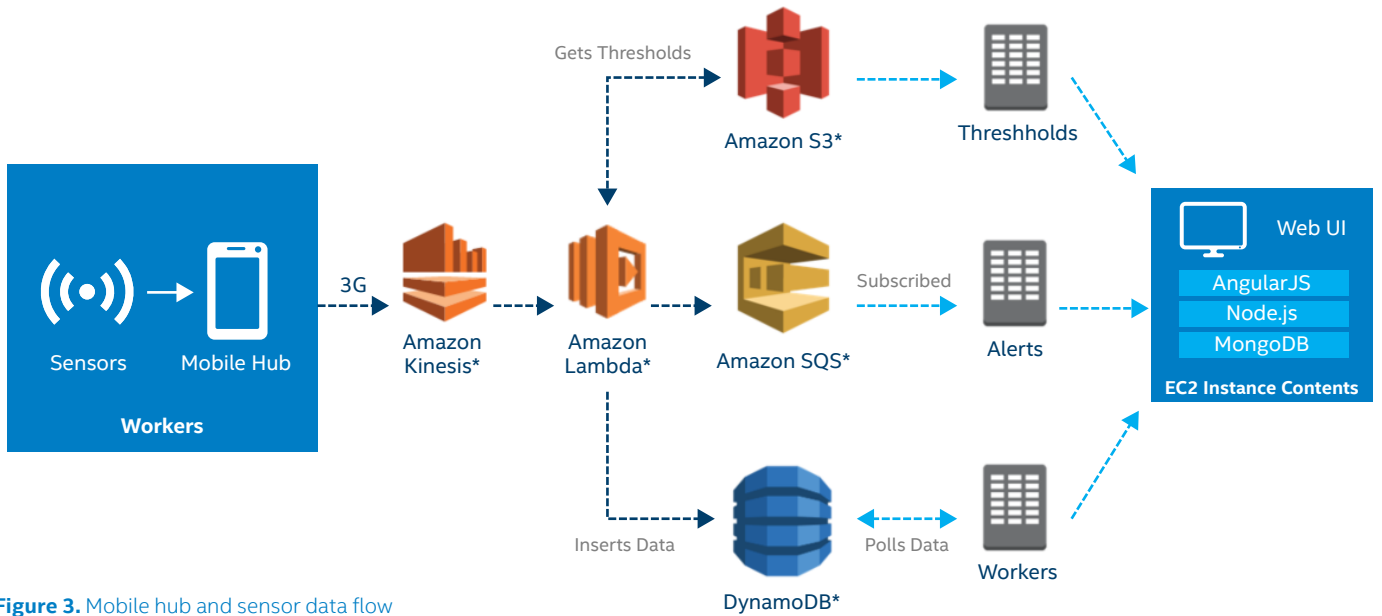 Gets Thresholds
Amazon S3*
Threshholds
Sensors
Mobile Hub
Workers
3G
Amazon
Kinesis*
Amazon
Lambda*
Amazon SQS*
Subscribed
Alerts
Web UI
AngularJS
Node.js
MongoDB
EC2 Instance Contents
Inserts Data
DynamoDB*
Polls Data
Workers
Figure 3. Mobile hub and sensor data flow